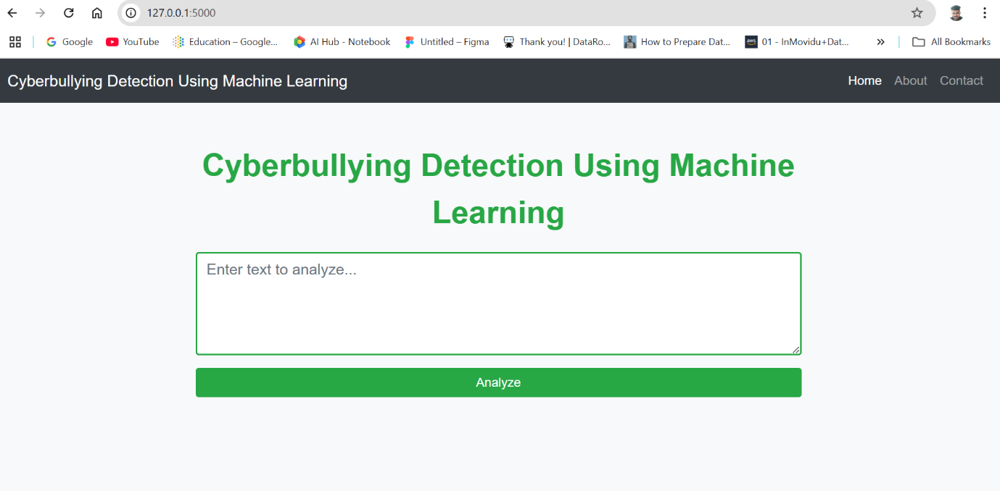 127.0.0.1:5000
Google YouTube Education – Google... AI Hub - Notebook Untitled – Figma Thank you! | DataRo... How to Prepare Dat... aws 01 - InMovidu+Dat... All Bookmarks
Cyberbullying Detection Using Machine Learning Home About Contact
Cyberbullying Detection Using Machine
Learning
Enter text to analyze...
Analyze